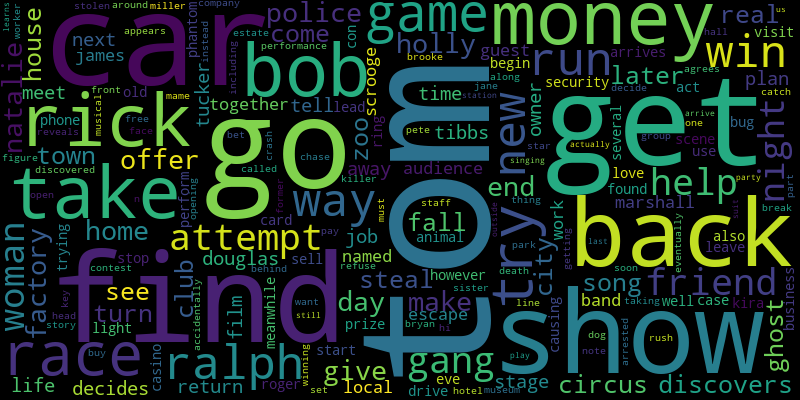 car
tom
get
go
find
show
back
take
money
win
game
run
bob
rick
race
ralph
way
try
new
help
friend
night
real
police
come
holly
tibbs
tucker
scrooge
zoo
natalie
house
next
james
meet
town
offer
home
woman
factory
attempt
see
turn
club
douglas
job
named
steal
day
prize
make
fall
end
gang
give
local
life
decides
return
film
light
casino
stage
circus
discovers
song
band
city
work
marshall
ghost
later
plan
security
owner
several
guest
begin
time
together
tell
lead
con
phantom
perform
audience
away
ring
card
stop
trying
sell
meanwhile
accidentally
start
roger
drive
eve
hotel
escape
animal
however
sister
causing
love
found
also
leave
well
case
kira
business
use
scene
act
bug
visit
arrives
old
phone
front
musical
mame
reveals
free
face
discovered
figure
open
opening
story
key
head
contest
buy
behind
want
still
winning
set
pay
refuse
bryan
hi
staff
pete
brooke
jane
station
along
killer
called
bet
crash
chase
former
must
outside
performance
including
estate
appears
stolen
around
miller
company
worker
learns
instead
singing
star
actually
thing
park
death
line
play
museum
dog
note
rush
arrested
last
soon
taking
getting
suit
party
part
break
eventually
group
arrive
one
decide
agrees
catch
us
n